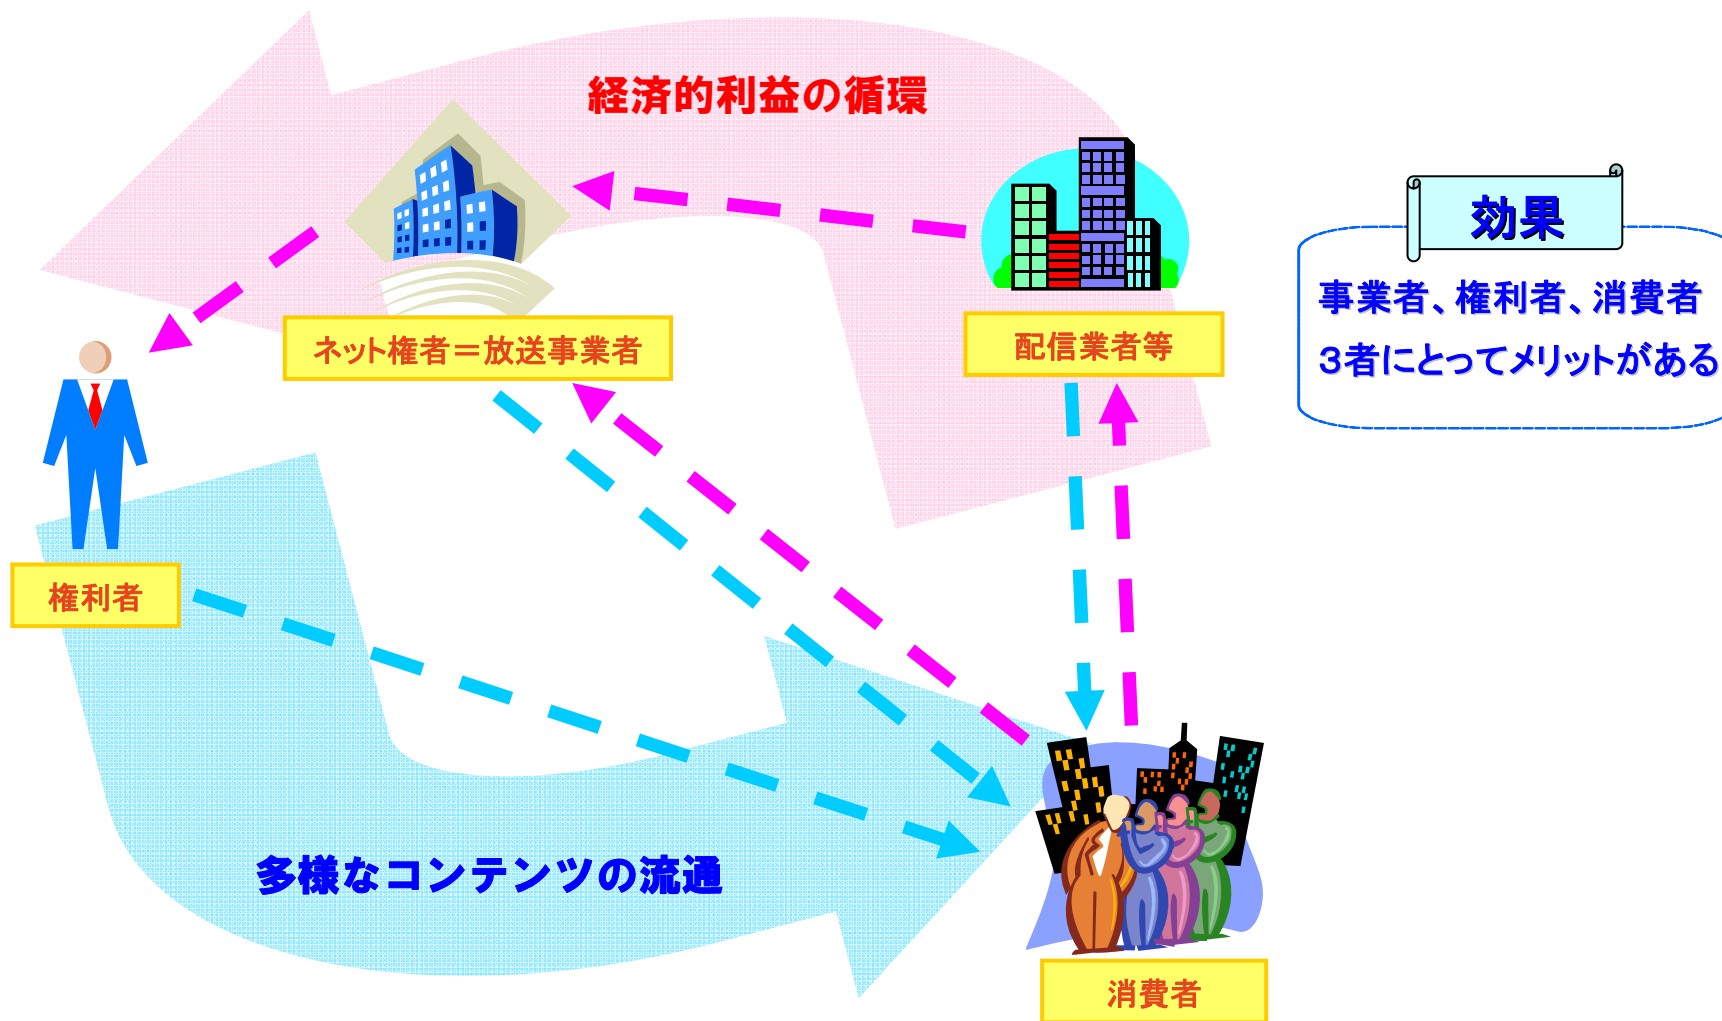 経済的利益の循環
効果
事業者、権利者、消費者
３者にとってメリットがある
ネット権者＝放送事業者
配信業者等
権利者
多様なコンテンツの流通
消費者